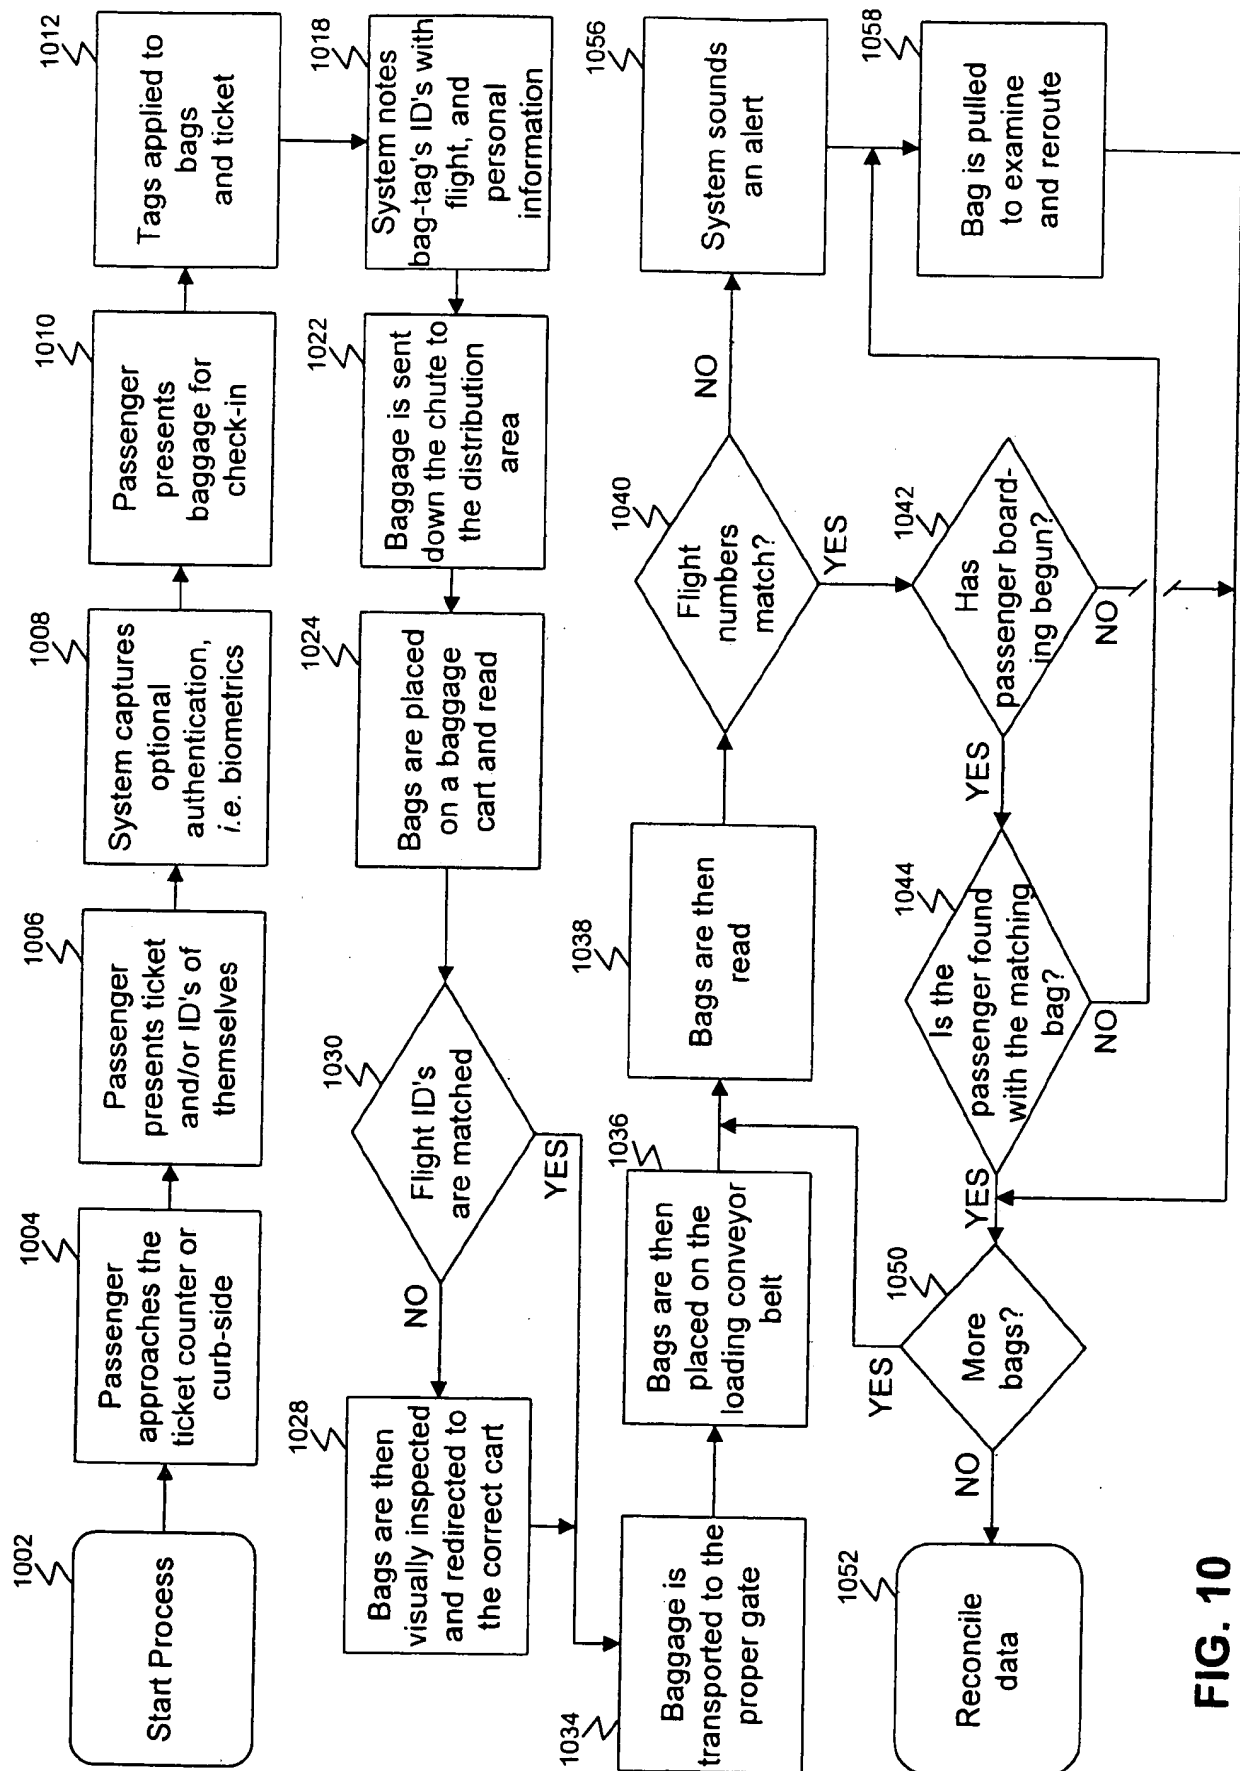 1002
Start Process
1004
Passenger
approaches the
ticket counter or
curb-side
1006
Passenger
presents ticket
and/or ID's of
themselves
1008
System captures
optional
authentication,
i.e. biometrics
1010
Passenger
presents
baggage for
check-in
1012
Tags applied to
bags
and ticket
1018
System notes
bag-tag's ID's with
flight, and
personal
information
1022
Baggage is sent
down the chute to
the distribution
area
1024
Bags are placed
on a baggage
cart and read
1030
Flight ID's
are matched
NO
YES
1028
Bags are then
visually inspected
and redirected to
the correct cart
1034
Baggage is
transported to the
proper gate
1036
Bags are then
placed on the
loading conveyor
belt
1038
Bags are then
read
1040
Flight
numbers
match?
NO
YES
1056
System sounds
an alert
1058
Bag is pulled
to examine
and reroute
1042
Has
passenger board-
ing begun?
NO
YES
1044
Is the
passenger found
with the matching
bag?
NO
YES
1050
More
bags?
YES
NO
1052
Reconcile
data
FIG. 10